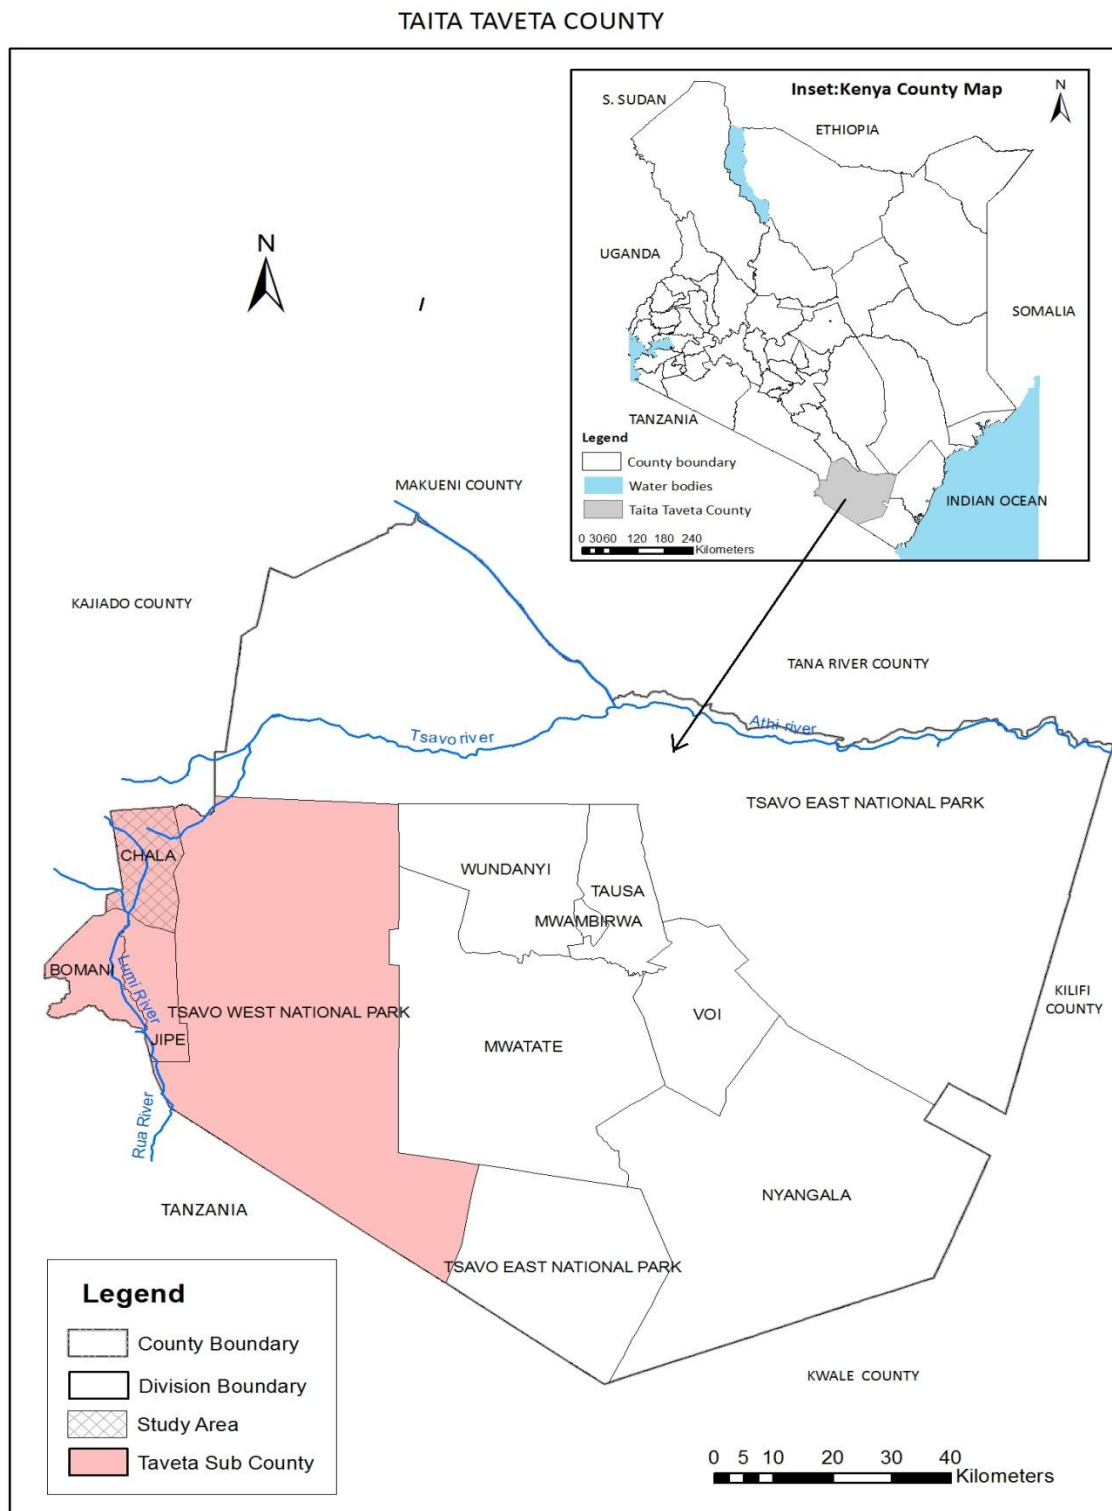 TAITA TAVETA COUNTY
Inset:Kenya County Map
N
S. SUDAN
ETHIOPIA
UGANDA
SOMALIA
TANZANIA
Legend
County boundary
Water bodies
Taita Taveta County
INDIAN OCEAN
0 3060 120 180 240
Kilometers
N
MAKUENI COUNTY
KAJIADO COUNTY
TANA RIVER COUNTY
Tsavo river
Athi river
TSAVO EAST NATIONAL PARK
CHALA
WUNDANYI
TAUSA
MWAMBIRWA
BOMANI
Lumi River
TSAVO WEST NATIONAL PARK
VOI
KILIFI
COUNTY
JIPE
MWATATE
Rua River
TANZANIA
NYANGALA
TSAVO EAST NATIONAL PARK
KWALE COUNTY
Legend
County Boundary
Division Boundary
Study Area
Taveta Sub County
0 5 10 20 30 40
Kilometers